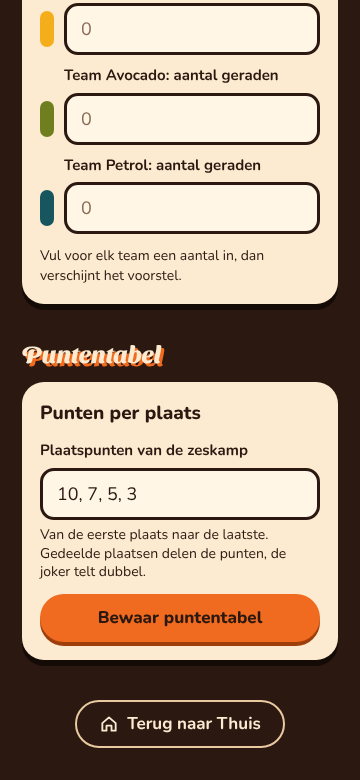 0
Team Avocado: aantal geraden
0
Team Petrol: aantal geraden
0
Vul voor elk team een aantal in, dan
verschijnt het voorstel.
Puntentabel
Punten per plaats
Plaatspunten van de zeskamp
10, 7, 5, 3
Van de eerste plaats naar de laatste.
Gedeelde plaatsen delen de punten, de
joker telt dubbel.
Bewaar puntentabel
Terug naar Thuis